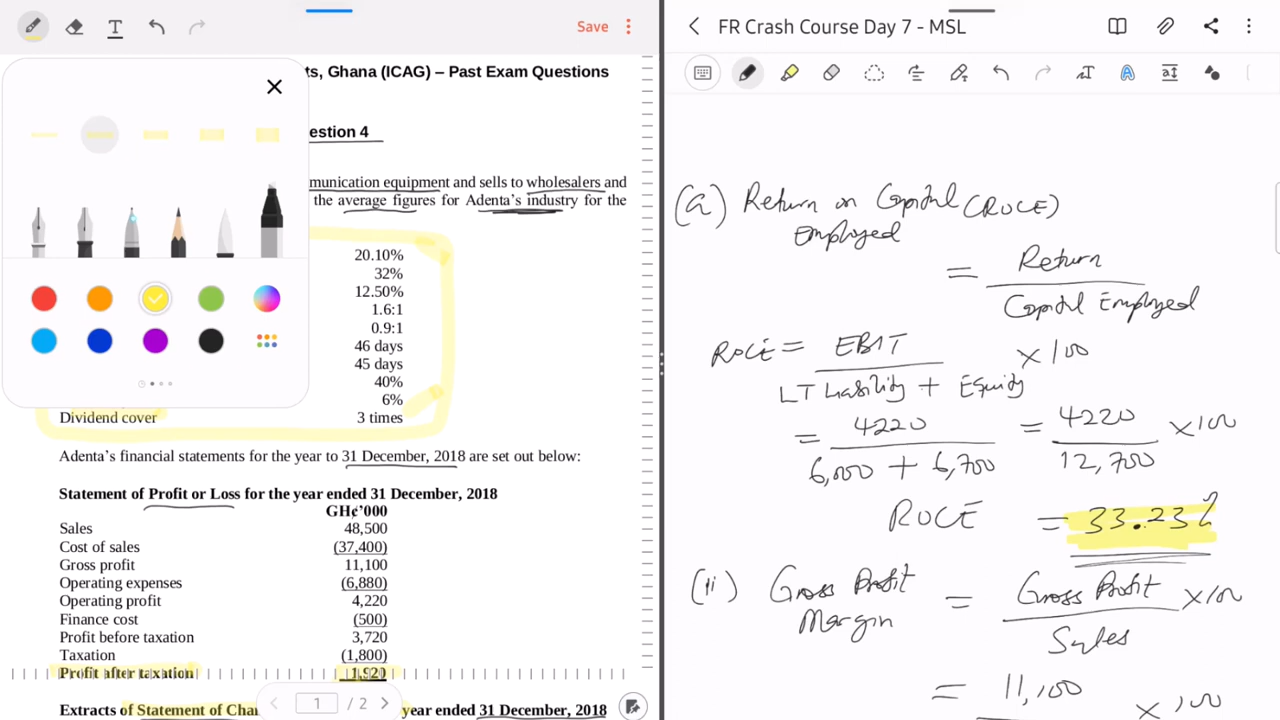 Save
ts, Ghana (ICAG) – Past Exam Questions
estion 4
munication equipment and sells to wholesalers and
the average figures for Adenta's industry for the
20.10%
32%
12.50%
1.6:1
0.9:1
46 days
45 days
40%
6%
Dividend cover 3 times
Adenta's financial statements for the year to 31 December, 2018 are set out below:
Statement of Profit or Loss for the year ended 31 December, 2018
GH¢'000
Sales 48,500
Cost of sales (37,400)
Gross profit 11,100
Operating expenses (6,880)
Operating profit 4,220
Finance cost (500)
Profit before taxation 3,720
Taxation (1,800)
Profit after taxation 1,920
1 / 2
Extracts of Statement of Cha year ended 31 December, 2018
FR Crash Course Day 7 - MSL
(a) Return on Capital (ROCE)
Employed
= Return
Capital Employed
ROCE = EBIT × 100
LT Liability + Equity
= 4220 = 4220 × 100
6,000 + 6,700 12,700
ROCE = 33.23%
(ii) Gross Profit = Gross Profit × 100
Margin Sales
= 11,100 × 100